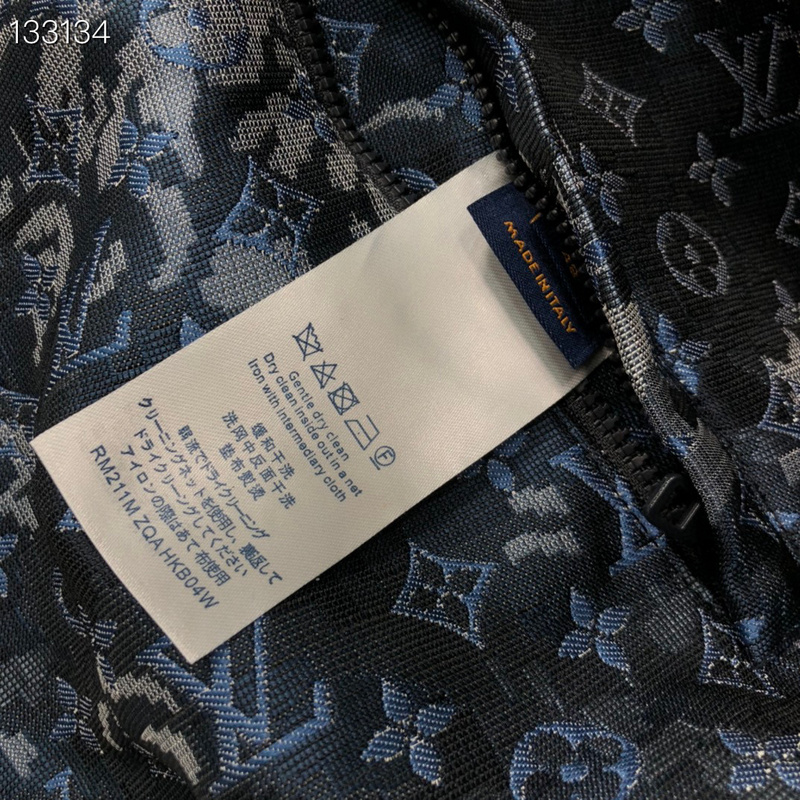 133134
MADE IN ITALY
Gentle dry clean
Dry clean inside out in a net
Iron with intermediary cloth
缓和干洗
洗网中反面干洗
垫布熨烫
弱流でドライクリーニング
クリーニングネットを使用し、裏返して
ドライクリーニングしてください
アイロンの際はあて布使用
RM211M ZQA HKB04W